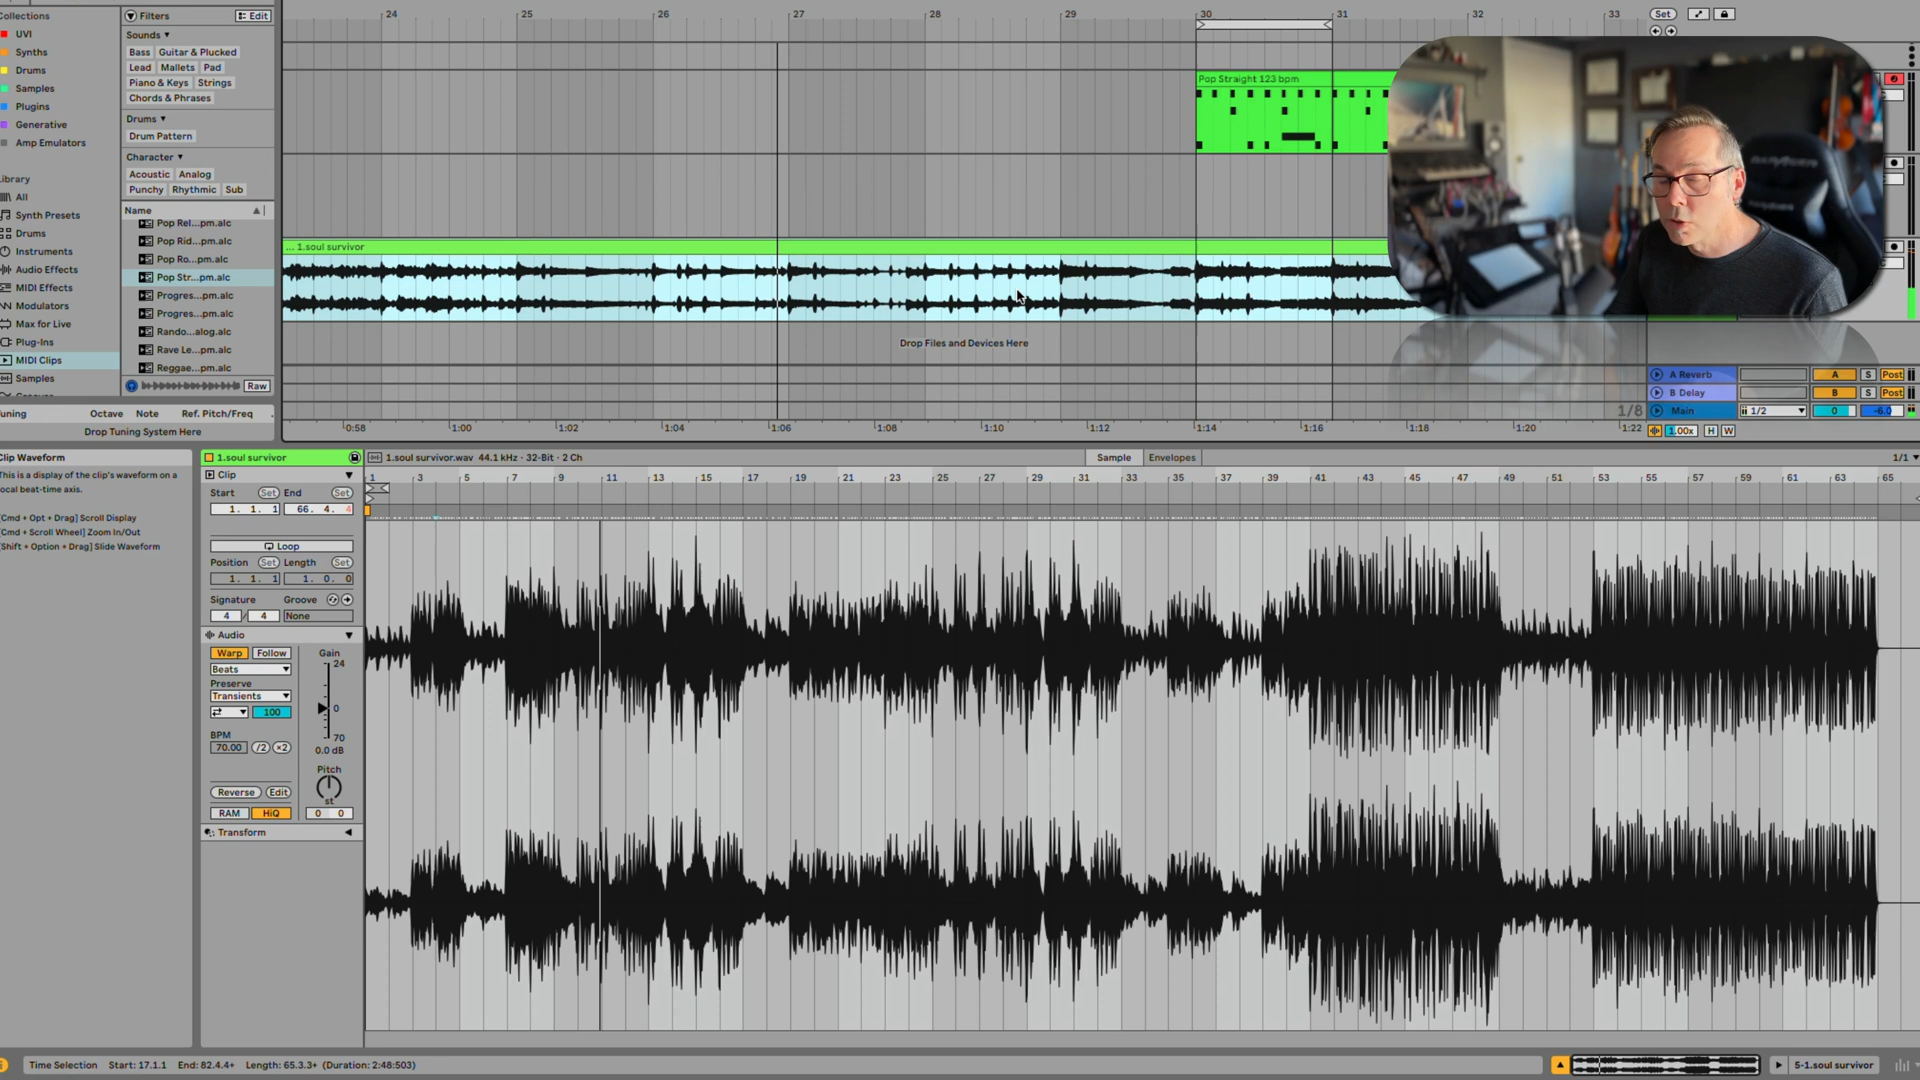 Collections
UVI
Synths
Drums
Samples
Plugins
Generative
Amp Emulators
Library
All
Synth Presets
Drums
Instruments
Audio Effects
MIDI Effects
Modulators
Max for Live
Plug-Ins
MIDI Clips
Samples
Filters
Edit
Sounds
Bass Guitar & Plucked
Lead Mallets Pad
Piano & Keys Strings
Chords & Phrases
Drums
Drum Pattern
Character
Acoustic Analog
Punchy Rhythmic Sub
Name
Pop Rel...pm.alc
Pop Rid...pm.alc
Pop Ro...pm.alc
Pop Str...pm.alc
Progres...pm.alc
Progres...pm.alc
Rando...alog.alc
Rave Le...pm.alc
Reggae...pm.alc
Raw
Tuning Octave Note Ref. Pitch/Freq
Drop Tuning System Here
24 25 26 27 28 29 30 31 32 33
Set
Pop Straight 123 bpm
... 1.soul survivor
Drop Files and Devices Here
0:58 1:00 1:02 1:04 1:06 1:08 1:10 1:12 1:14 1:16 1:18 1:20 1:22
1/8
A Reverb A S Post
B Delay B S Post
Main 1/2 0 -6.0
1.00x H W
Clip Waveform
This is a display of the clip's waveform on a
local beat-time axis.
[Cmd + Opt + Drag] Scroll Display
[Cmd + Scroll Wheel] Zoom In/Out
[Shift + Option + Drag] Slide Waveform
1.soul survivor
1.soul survivor.wav 44.1 kHz · 32-Bit · 2 Ch
Sample Envelopes
1/1
Clip
Start Set End Set
1. 1. 1 66. 4. 4
Loop
Position Set Length Set
1. 1. 1 1. 0. 0
Signature Groove
4 / 4 None
Audio
Warp Follow Gain
Beats 24
Preserve
Transients
100 0
BPM
70.00 /2 ×2
70
0.0 dB
Pitch
st
Reverse Edit
RAM HiQ 0 0
Transform
1 3 5 7 9 11 13 15 17 19 21 23 25 27 29 31 33 35 37 39 41 43 45 47 49 51 53 55 57 59 61 63 65
Time Selection Start: 17.1.1 End: 82.4.4+ Length: 65.3.3+ (Duration: 2:48:503)
5-1.soul survivor